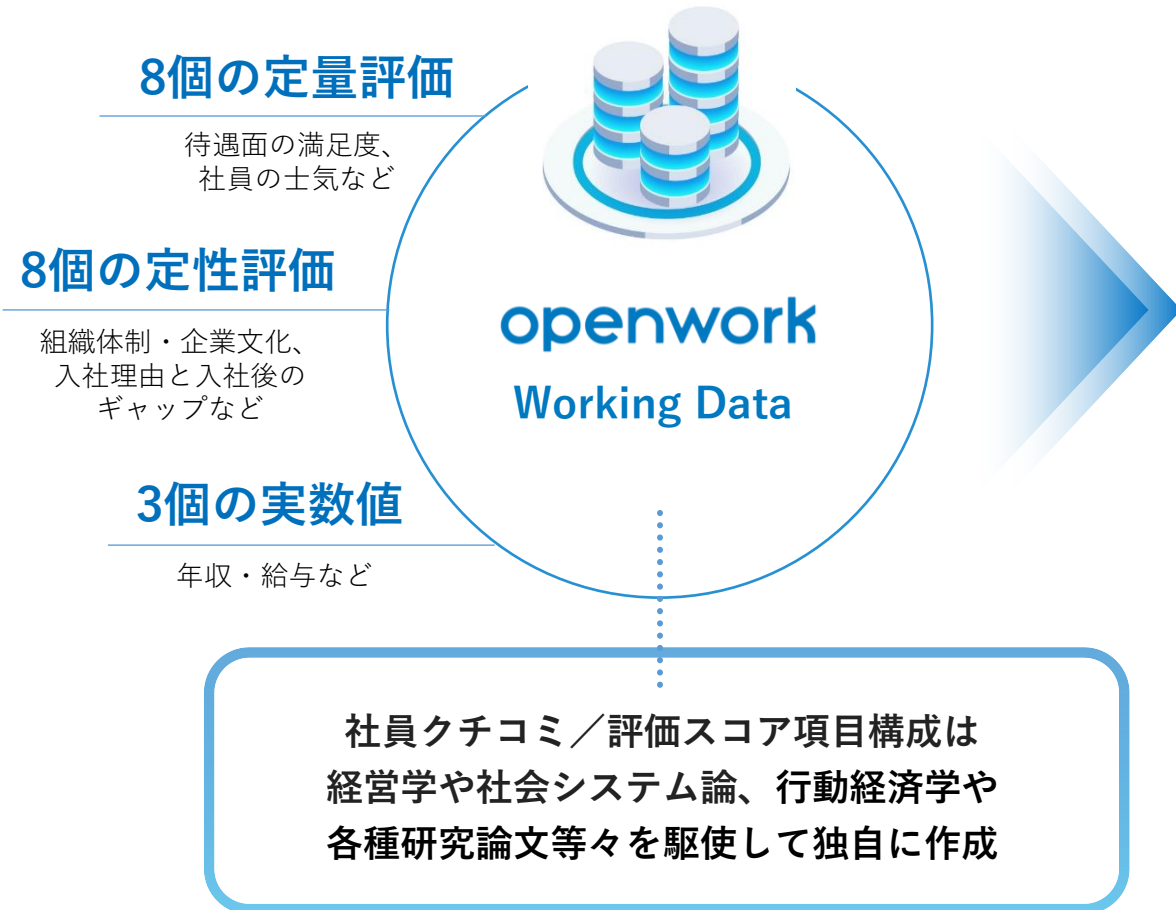 8個の定量評価
待遇面の満足度、
社員の士気など
8個の定性評価
組織体制・企業文化、
入社理由と入社後の
ギャップなど
3個の実数値
年収・給与など
openwork
Working Data
社員クチコミ／評価スコア項目構成は
経営学や社会システム論、行動経済学や
各種研究論文等々を駆使して独自に作成